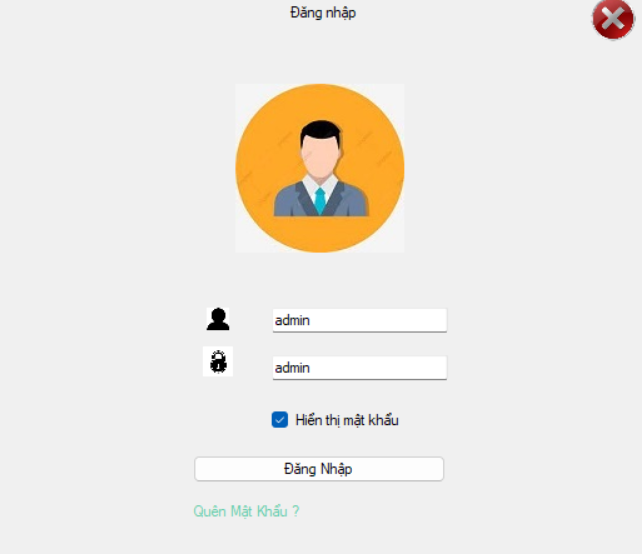 Đăng nhập
admin
admin
Hiển thị mật khẩu
Đăng Nhập
Quên Mật Khẩu ?